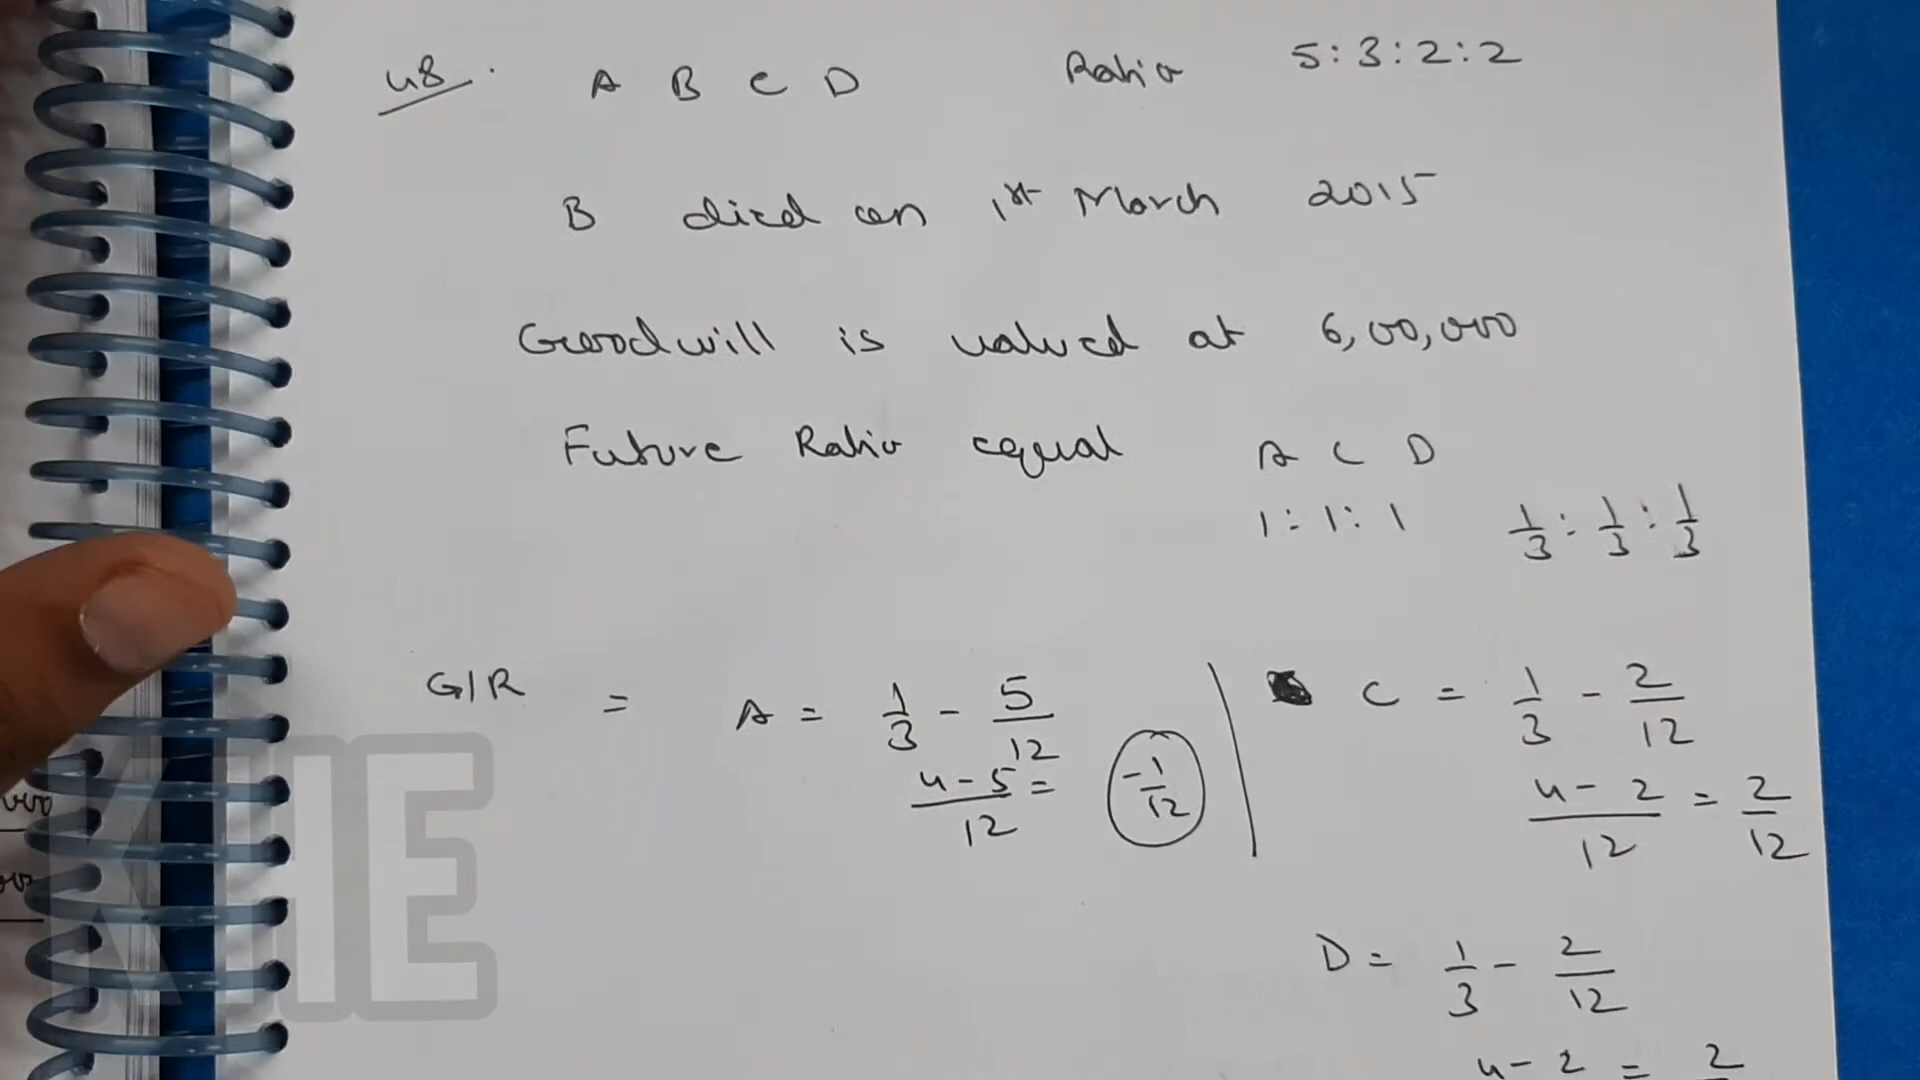 48. A B C D Ratio 5:3:2:2
B died on 1st March 2015
Goodwill is valued at 6,00,000
Future Ratio equal A C D
1:1:1 1/3 : 1/3 : 1/3
G/R = A = 1/3 - 5/12
4-5/12 = -1/12
C = 1/3 - 2/12
4-2/12 = 2/12
D = 1/3 - 2/12
4-2 = 2
KHE